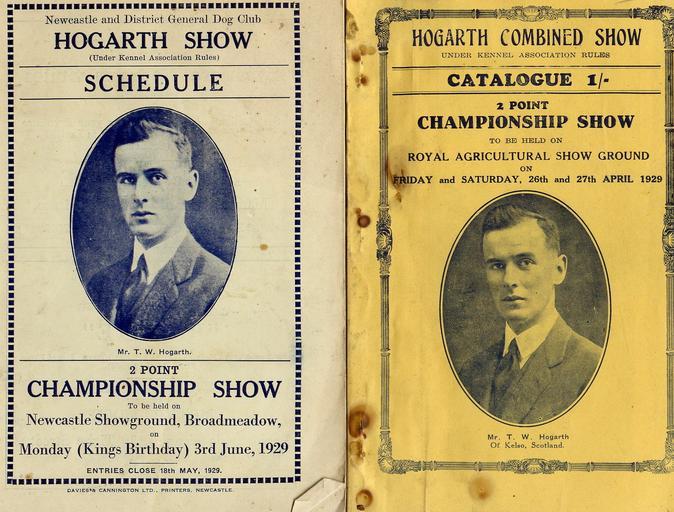 Newcastle and District General Dog Club
HOGARTH SHOW
(Under Kennel Association Rules)
SCHEDULE
Mr. T. W. Hogarth.
2 POINT
CHAMPIONSHIP SHOW
To be held on
Newcastle Showground, Broadmeadow,
on
Monday (Kings Birthday) 3rd June, 1929
ENTRIES CLOSE 18th MAY, 1929.
DAVIES & CANNINGTON LTD., PRINTERS, NEWCASTLE.
HOGARTH COMBINED SHOW
UNDER KENNEL ASSOCIATION RULES
CATALOGUE 1/-
2 POINT
CHAMPIONSHIP SHOW
TO BE HELD ON
ROYAL AGRICULTURAL SHOW GROUND
ON
FRIDAY and SATURDAY, 26th and 27th APRIL 1929
Mr. T. W. Hogarth
Of Kelso, Scotland.